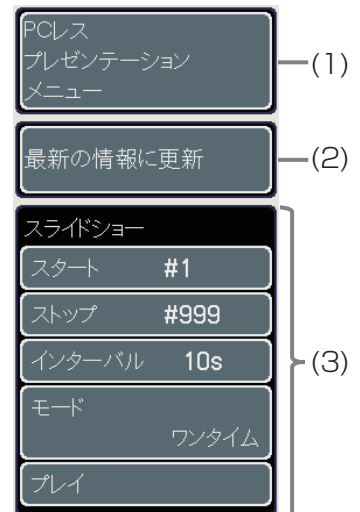 PCレス
プレゼンテーション
メニュー
(1)
最新の情報に更新
(2)
スライドショー
スタート #1
ストップ #999
インターバル 10s
(3)
モード
ワンタイム
プレイ